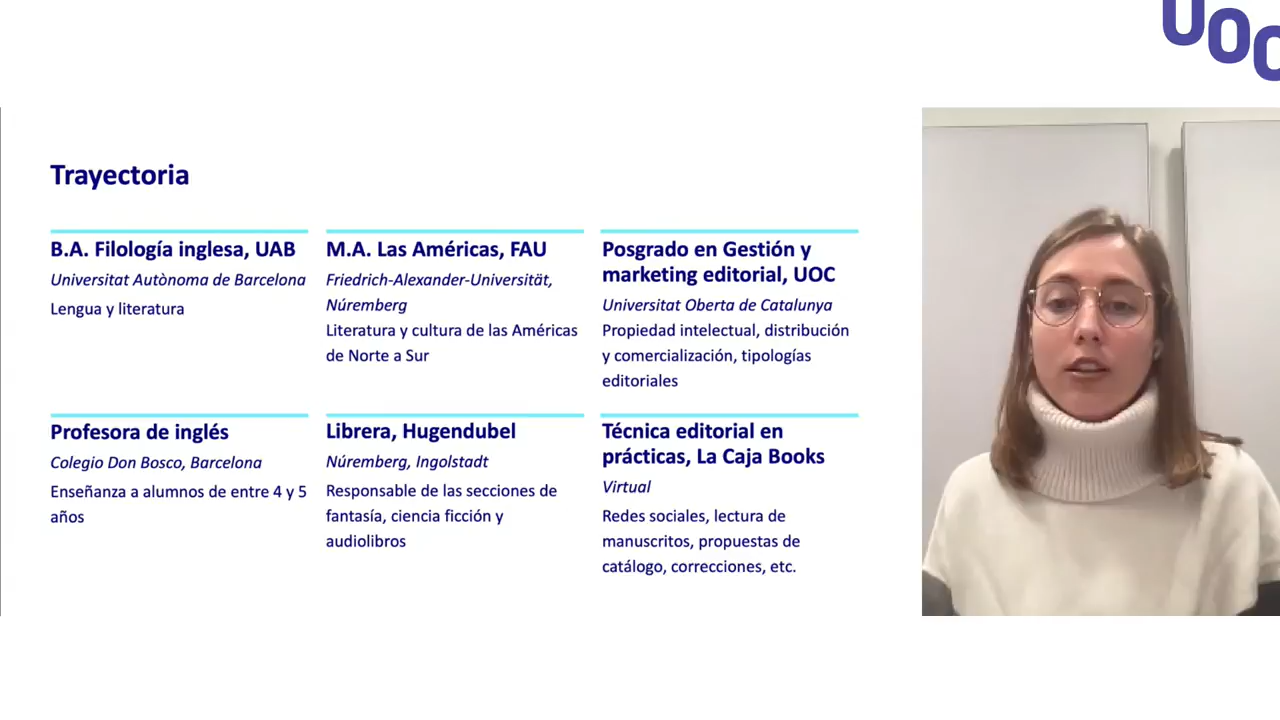 UOC
Trayectoria
B.A. Filología inglesa, UAB
Universitat Autònoma de Barcelona
Lengua y literatura
M.A. Las Américas, FAU
Friedrich-Alexander-Universität,
Núremberg
Literatura y cultura de las Américas
de Norte a Sur
Posgrado en Gestión y
marketing editorial, UOC
Universitat Oberta de Catalunya
Propiedad intelectual, distribución
y comercialización, tipologías
editoriales
Profesora de inglés
Colegio Don Bosco, Barcelona
Enseñanza a alumnos de entre 4 y 5
años
Librera, Hugendubel
Núremberg, Ingolstadt
Responsable de las secciones de
fantasía, ciencia ficción y
audiolibros
Técnica editorial en
prácticas, La Caja Books
Virtual
Redes sociales, lectura de
manuscritos, propuestas de
catálogo, correcciones, etc.